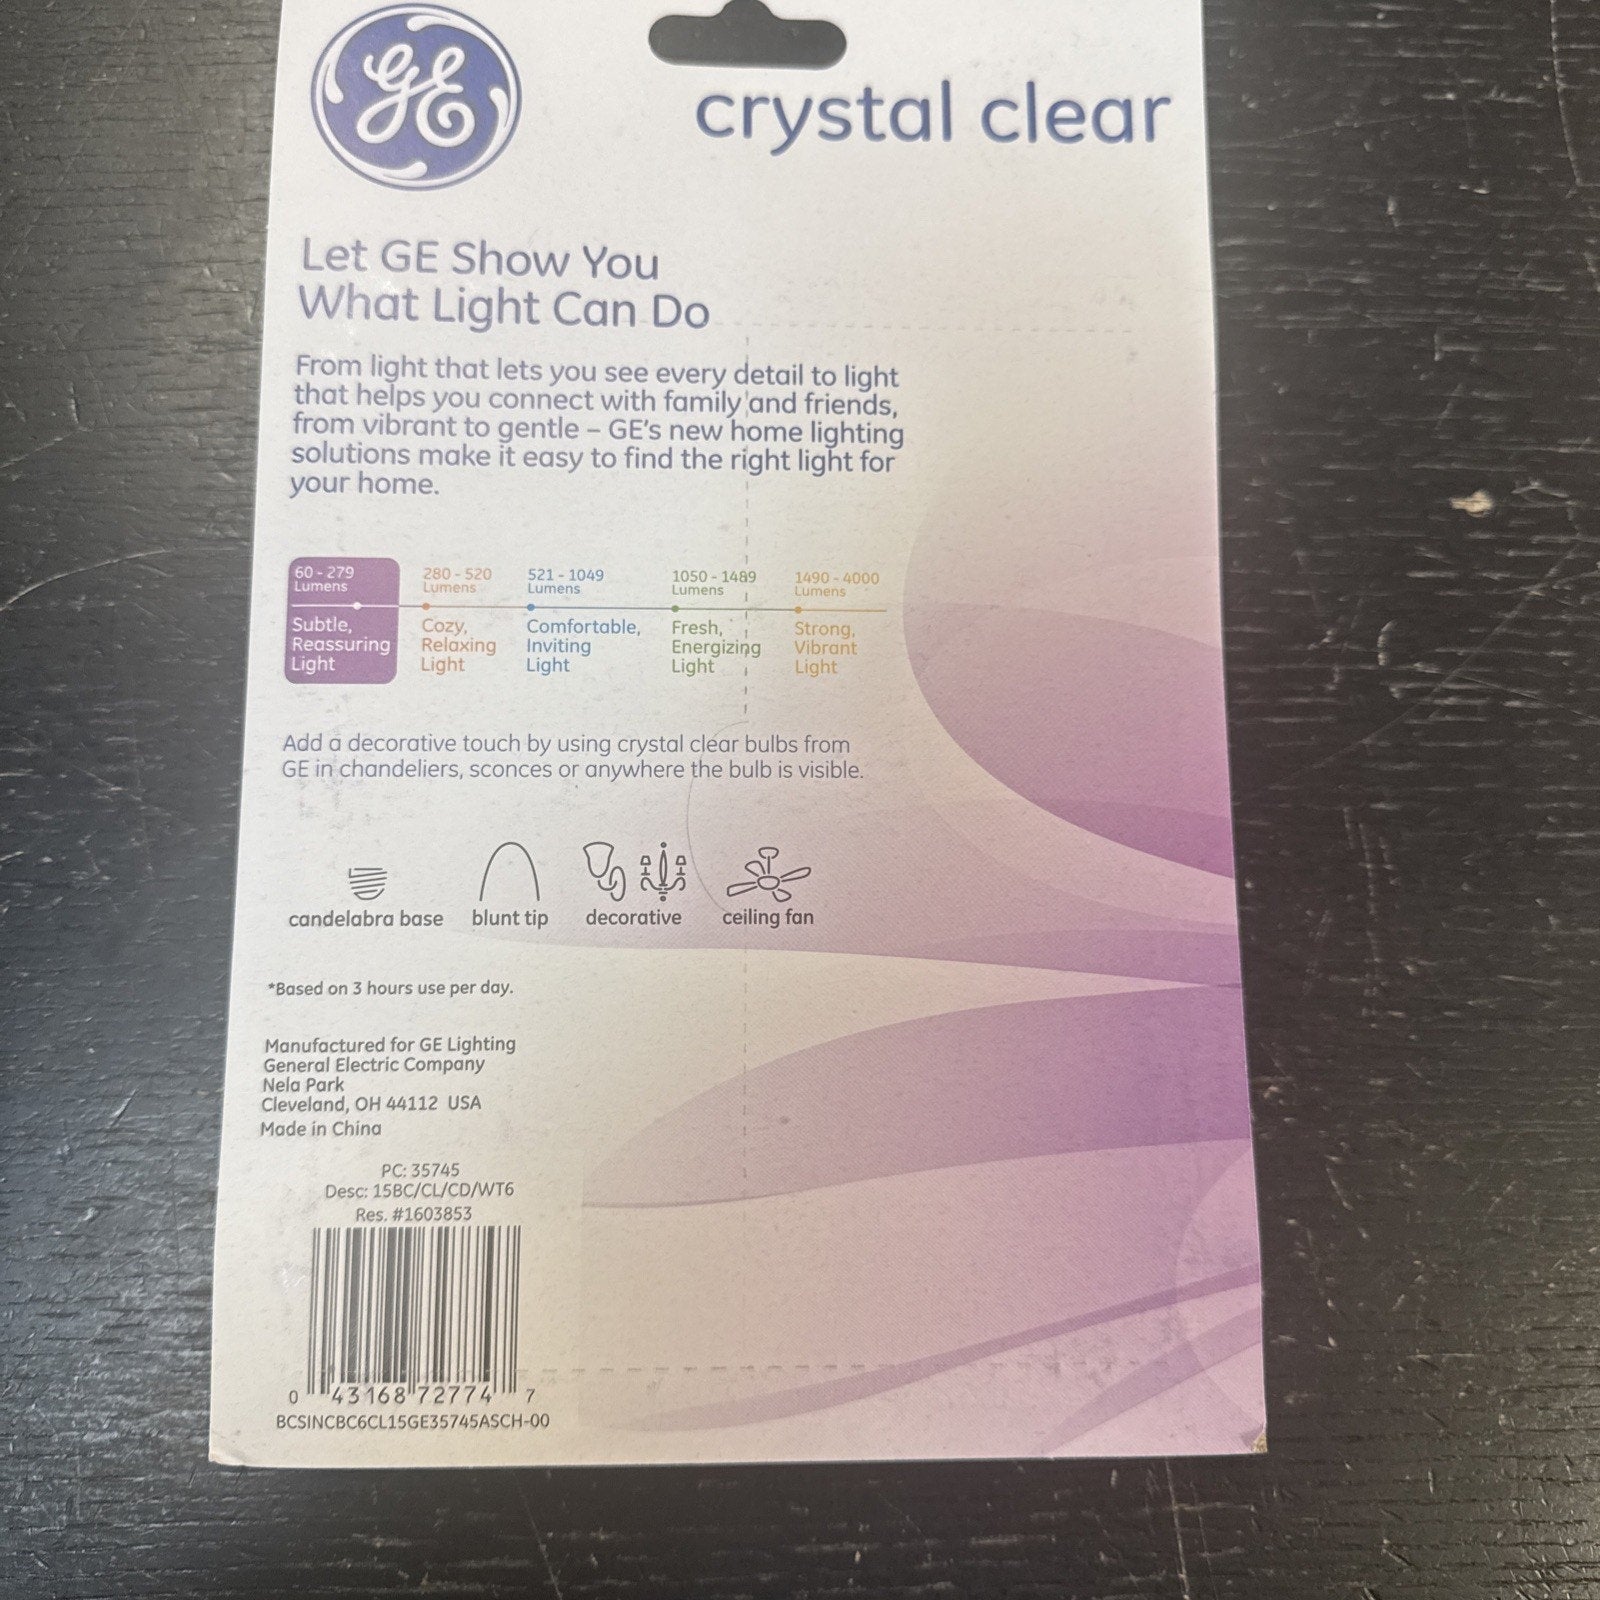 GE
crystal clear
Let GE Show You
What Light Can Do
From light that lets you see every detail to light
that helps you connect with family and friends,
from vibrant to gentle – GE's new home lighting
solutions make it easy to find the right light for
your home.
60 - 279
Lumens
Subtle,
Reassuring
Light
280 - 520
Lumens
Cozy,
Relaxing
Light
521 - 1049
Lumens
Comfortable,
Inviting
Light
1050 - 1489
Lumens
Fresh,
Energizing
Light
1490 - 4000
Lumens
Strong,
Vibrant
Light
Add a decorative touch by using crystal clear bulbs from
GE in chandeliers, sconces or anywhere the bulb is visible.
candelabra base
blunt tip
decorative
ceiling fan
*Based on 3 hours use per day.
Manufactured for GE Lighting
General Electric Company
Nela Park
Cleveland, OH 44112 USA
Made in China
PC: 35745
Desc: 15BC/CL/CD/WT6
Res. #1603853
0 43168 72774 7
BCSINCBC6CL15GE35745ASCH-00